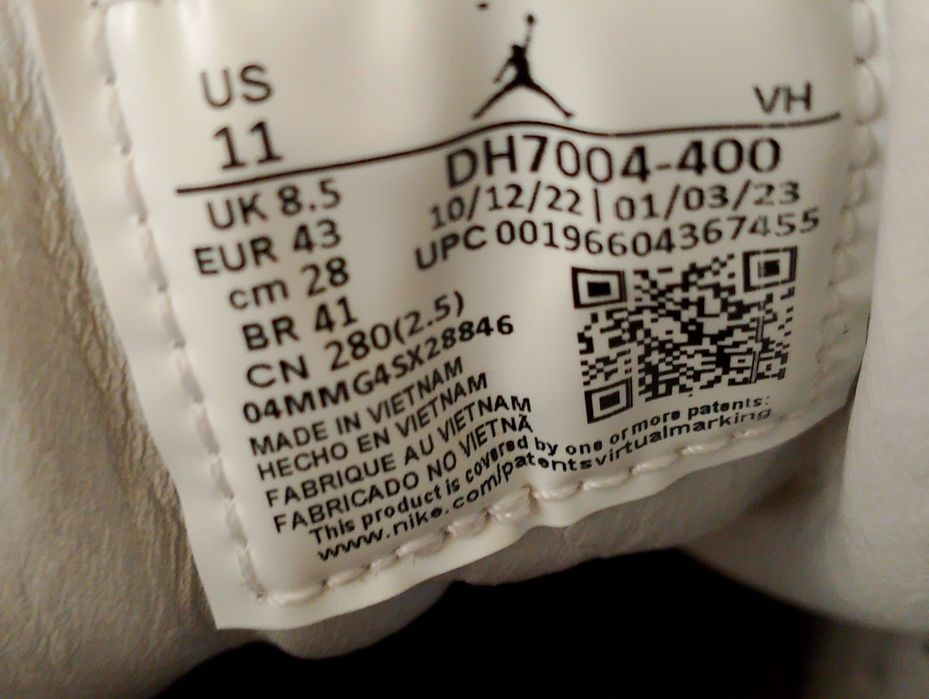 US
11
VH
DH7004-400
10/12/22 | 01/03/23
UPC 00196604367455
UK 8.5
EUR 43
cm 28
BR 41
CN 280(2.5)
04MMG4SX28846
MADE IN VIETNAM
HECHO EN VIETNAM
FABRIQUE AU VIETNAM
FABRICADO NO VIETNÃ
This product is covered by one or more patents:
www.nike.com/patentsvirtualmarking